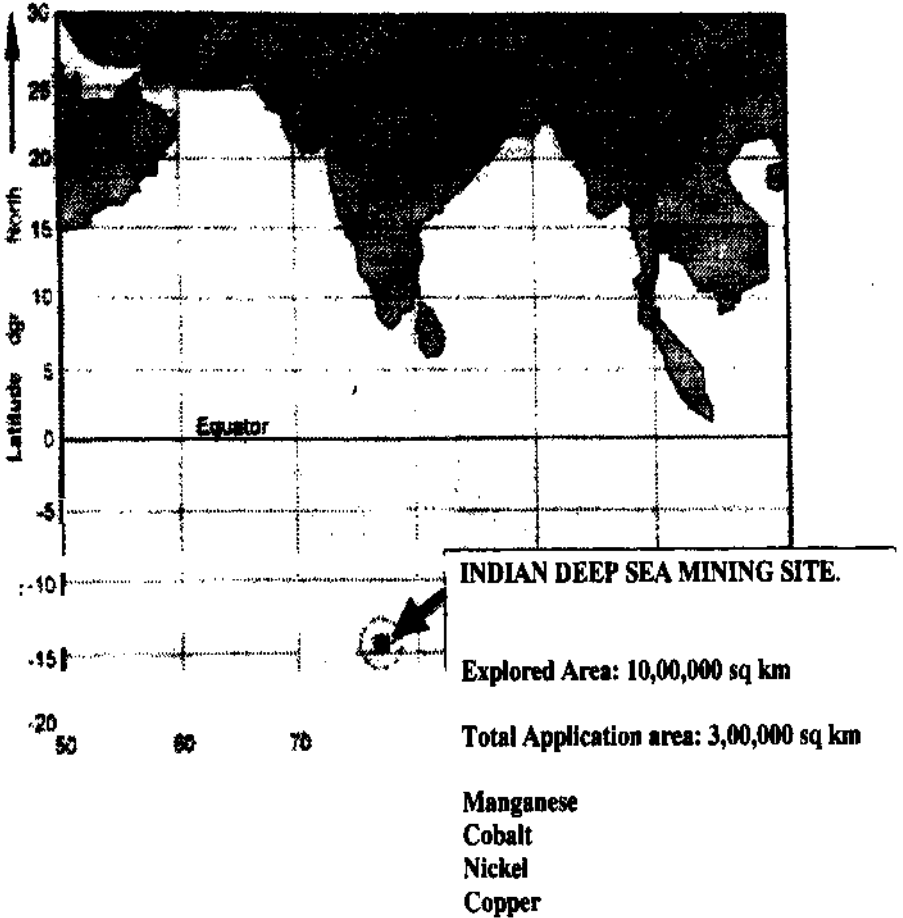 30
25
20
15
10
5
0
-5
-10
-15
-20
Latitude dgr North
Equator
50
60
70
INDIAN DEEP SEA MINING SITE.
Explored Area: 10,00,000 sq km
Total Application area: 3,00,000 sq km
Manganese
Cobalt
Nickel
Copper